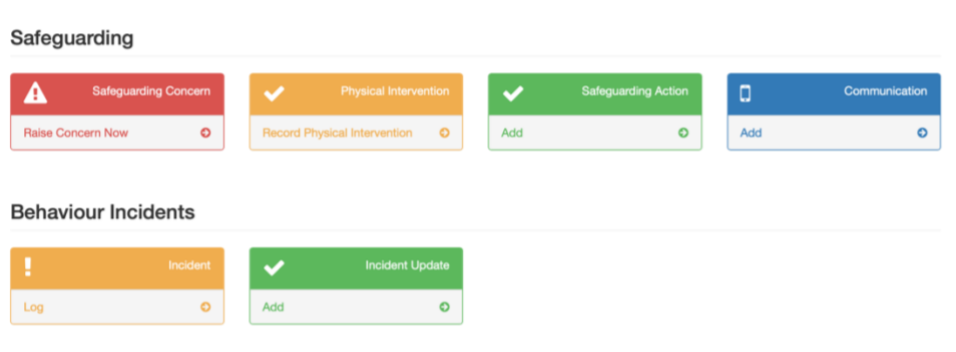 Safeguarding
Safeguarding Concern
Raise Concern Now
Physical Intervention
Record Physical Intervention
Safeguarding Action
Add
Communication
Add
Behaviour Incidents
Incident
Log
Incident Update
Add